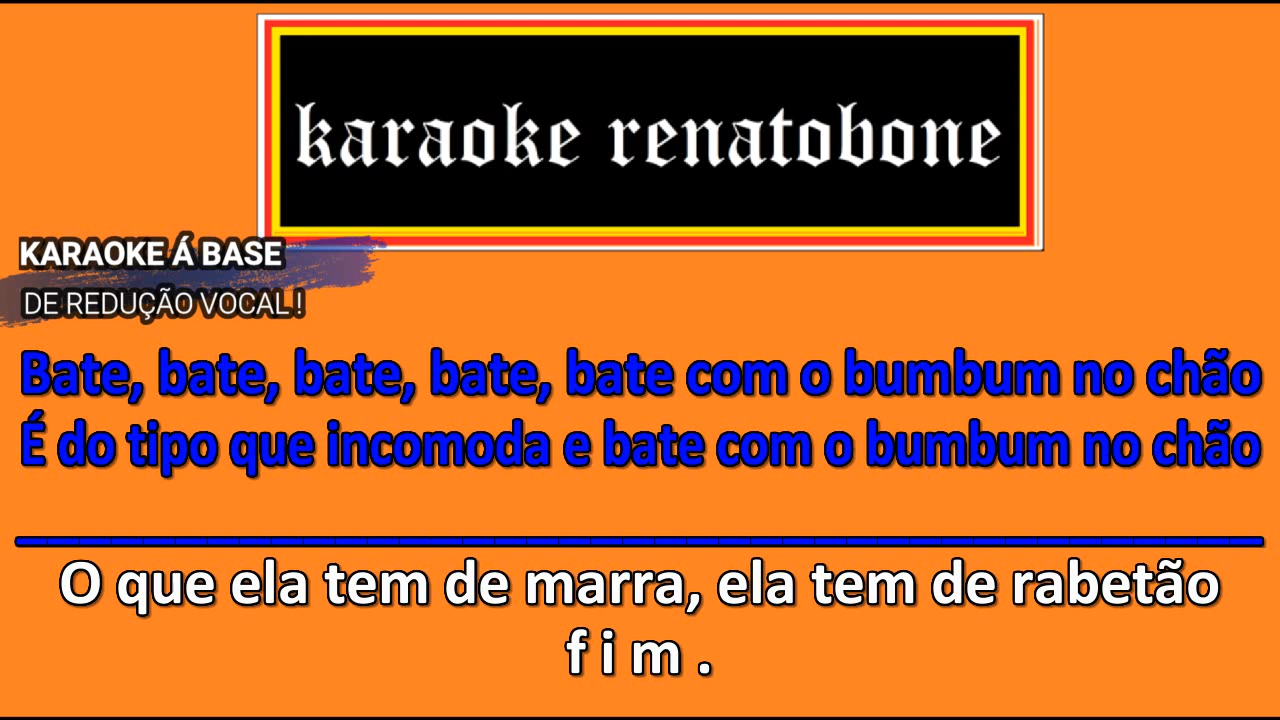 karaoke renatobone
KARAOKE Á BASE
DE REDUÇÃO VOCAL !
Bate, bate, bate, bate, bate com o bumbum no chão
É do tipo que incomoda e bate com o bumbum no chão
O que ela tem de marra, ela tem de rabetão
f i m .